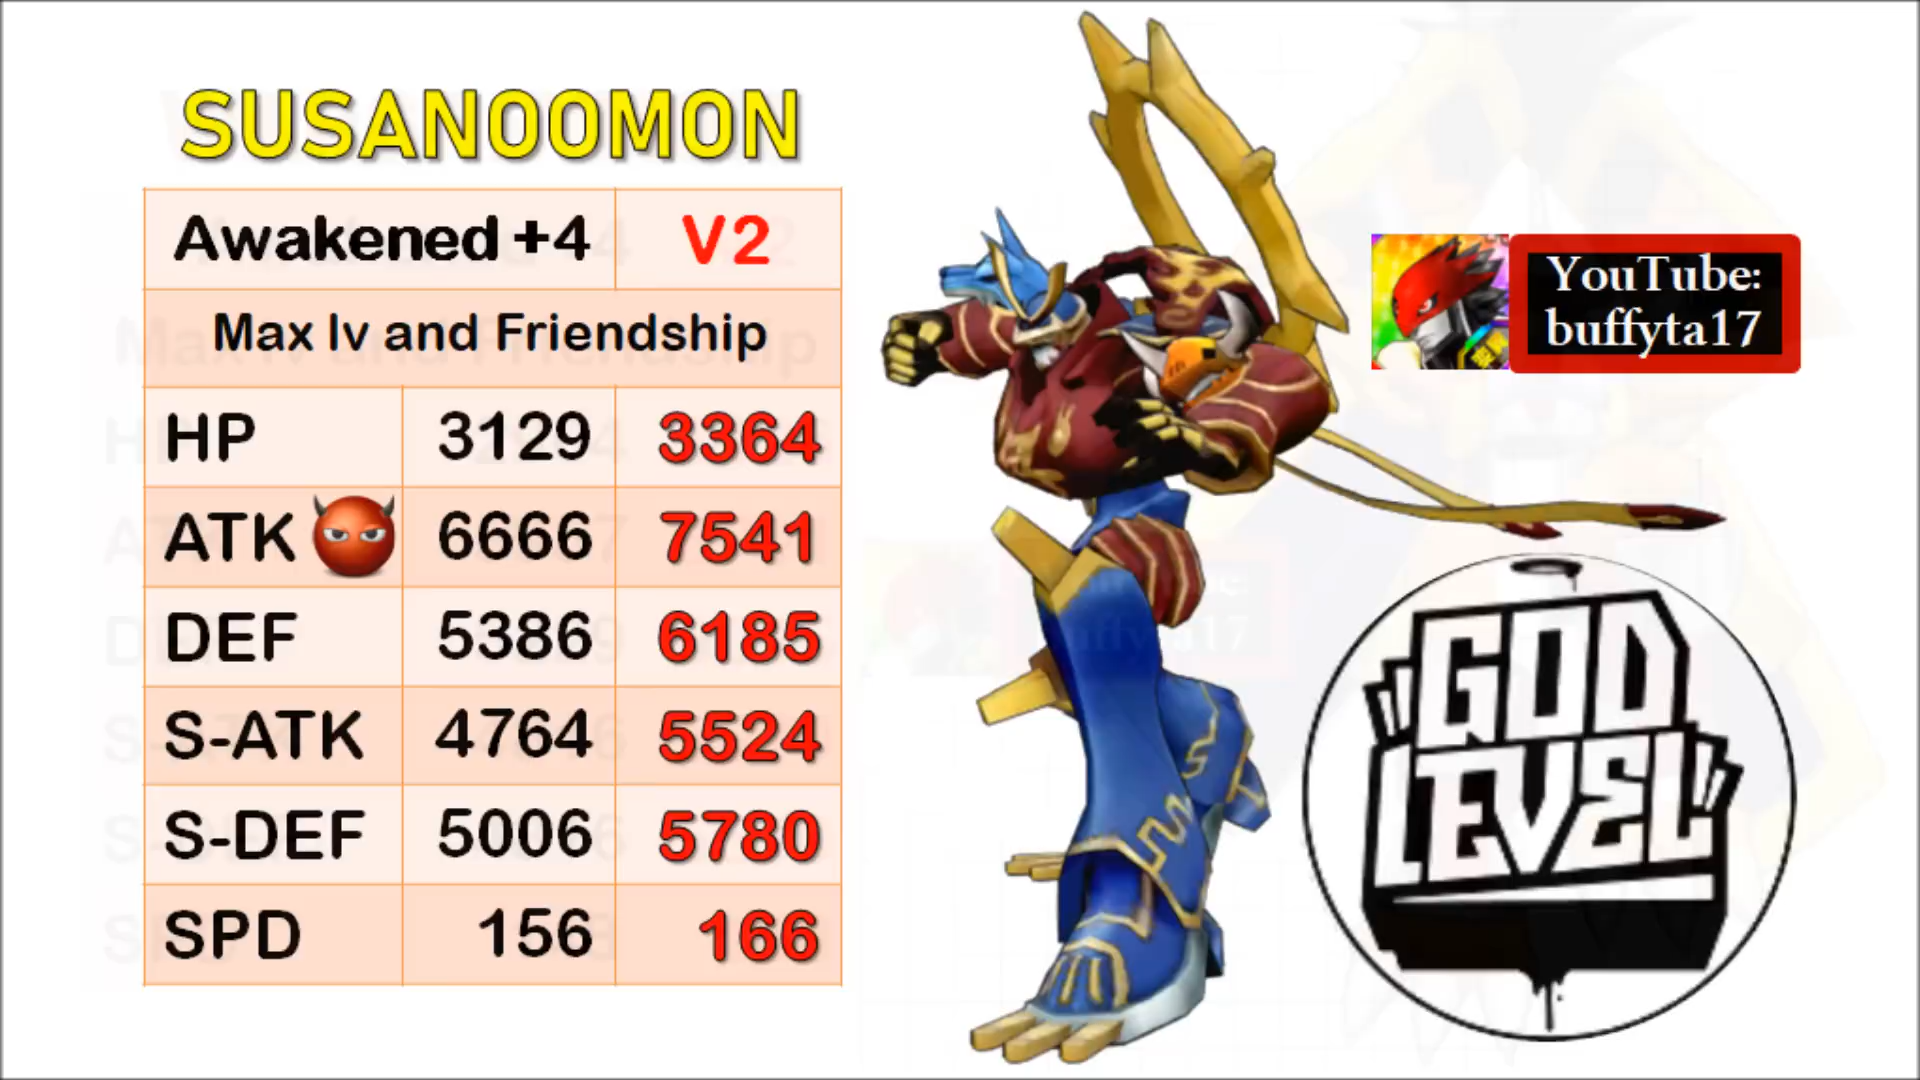 SUSANOOMON
Awakened +4 V2
Max lv and Friendship
HP 3129 3364
ATK 6666 7541
DEF 5386 6185
S-ATK 4764 5524
S-DEF 5006 5780
SPD 156 166
YouTube:
buffyta17
GOD
LEVEL